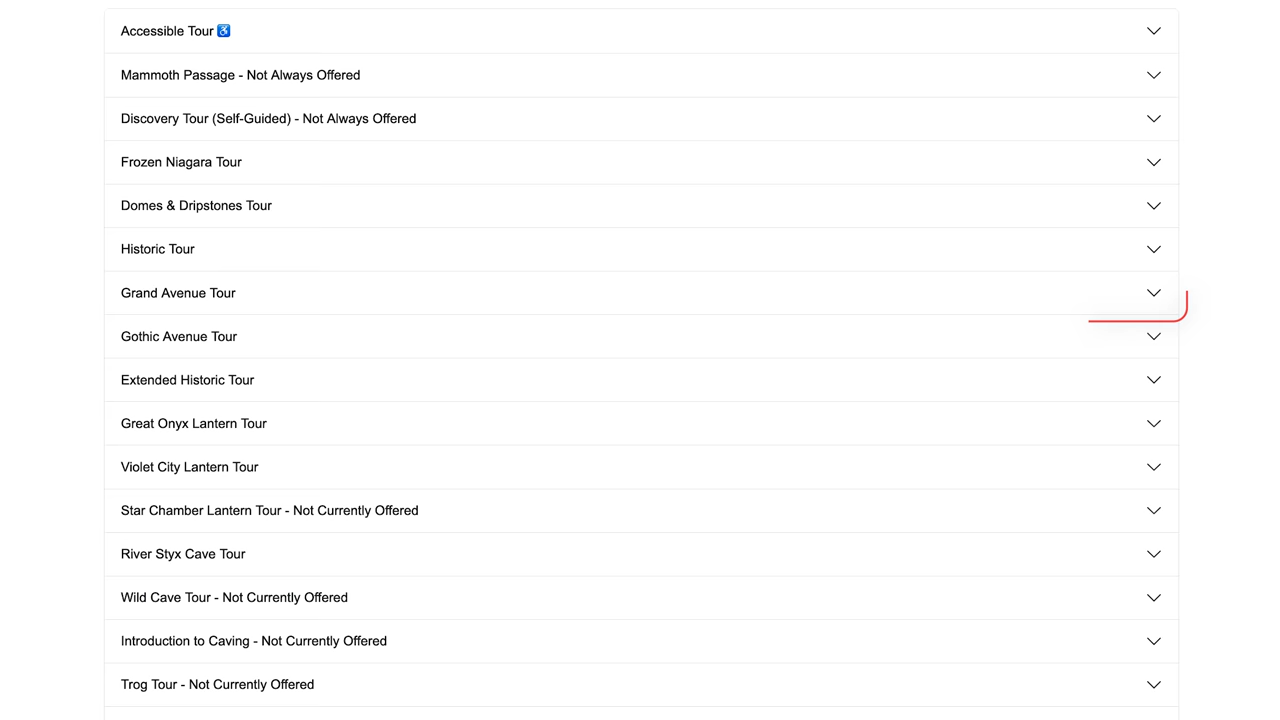 Accessible Tour ♿
Mammoth Passage - Not Always Offered
Discovery Tour (Self-Guided) - Not Always Offered
Frozen Niagara Tour
Domes & Dripstones Tour
Historic Tour
Grand Avenue Tour
Gothic Avenue Tour
Extended Historic Tour
Great Onyx Lantern Tour
Violet City Lantern Tour
Star Chamber Lantern Tour - Not Currently Offered
River Styx Cave Tour
Wild Cave Tour - Not Currently Offered
Introduction to Caving - Not Currently Offered
Trog Tour - Not Currently Offered